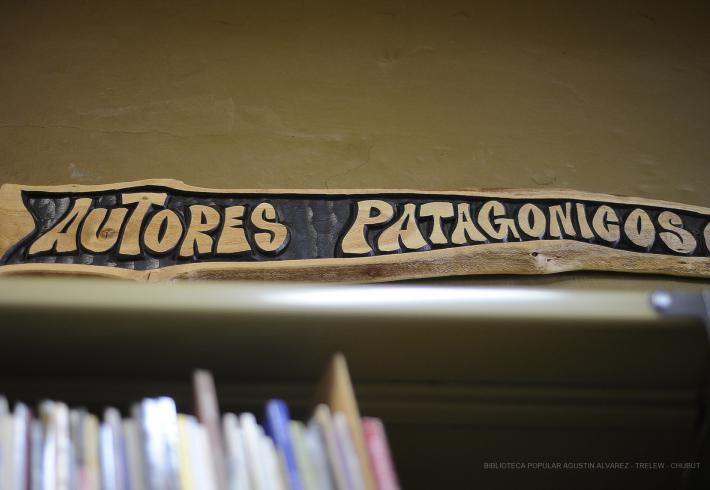 AUTORES PATAGONICOS
BIBLIOTECA POPULAR AGUSTIN ALVAREZ - TRELEW - CHUBUT